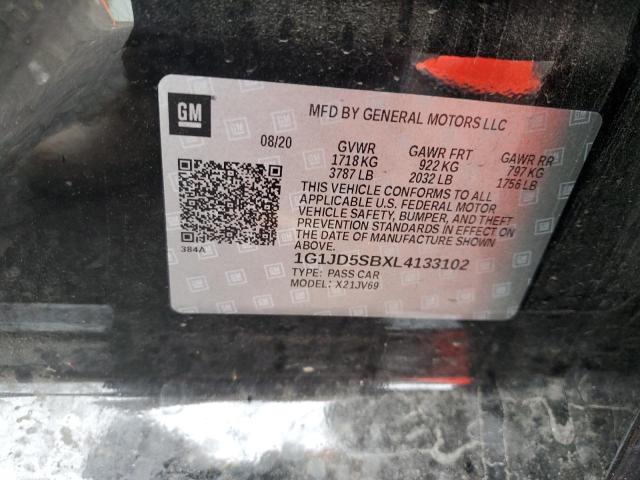 GM
MFD BY GENERAL MOTORS LLC
08/20 GVWR GAWR FRT GAWR RR
1718 KG 922 KG 797 KG
3787 LB 2032 LB 1756 LB
THIS VEHICLE CONFORMS TO ALL
APPLICABLE U.S. FEDERAL MOTOR
VEHICLE SAFETY, BUMPER, AND THEFT
PREVENTION STANDARDS IN EFFECT ON
THE DATE OF MANUFACTURE SHOWN
ABOVE.
384A
1G1JD5SBXL4133102
TYPE: PASS CAR
MODEL: X21JV69